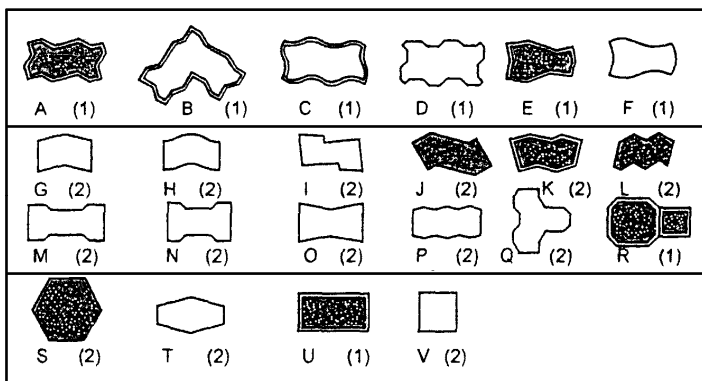 A (1) B (1) C (1) D (1) E (1) F (1)
G (2) H (2) I (2) J (2) K (2) L (2)
M (2) N (2) O (2) P (2) Q (2) R (1)
S (2) T (2) U (1) V (2)